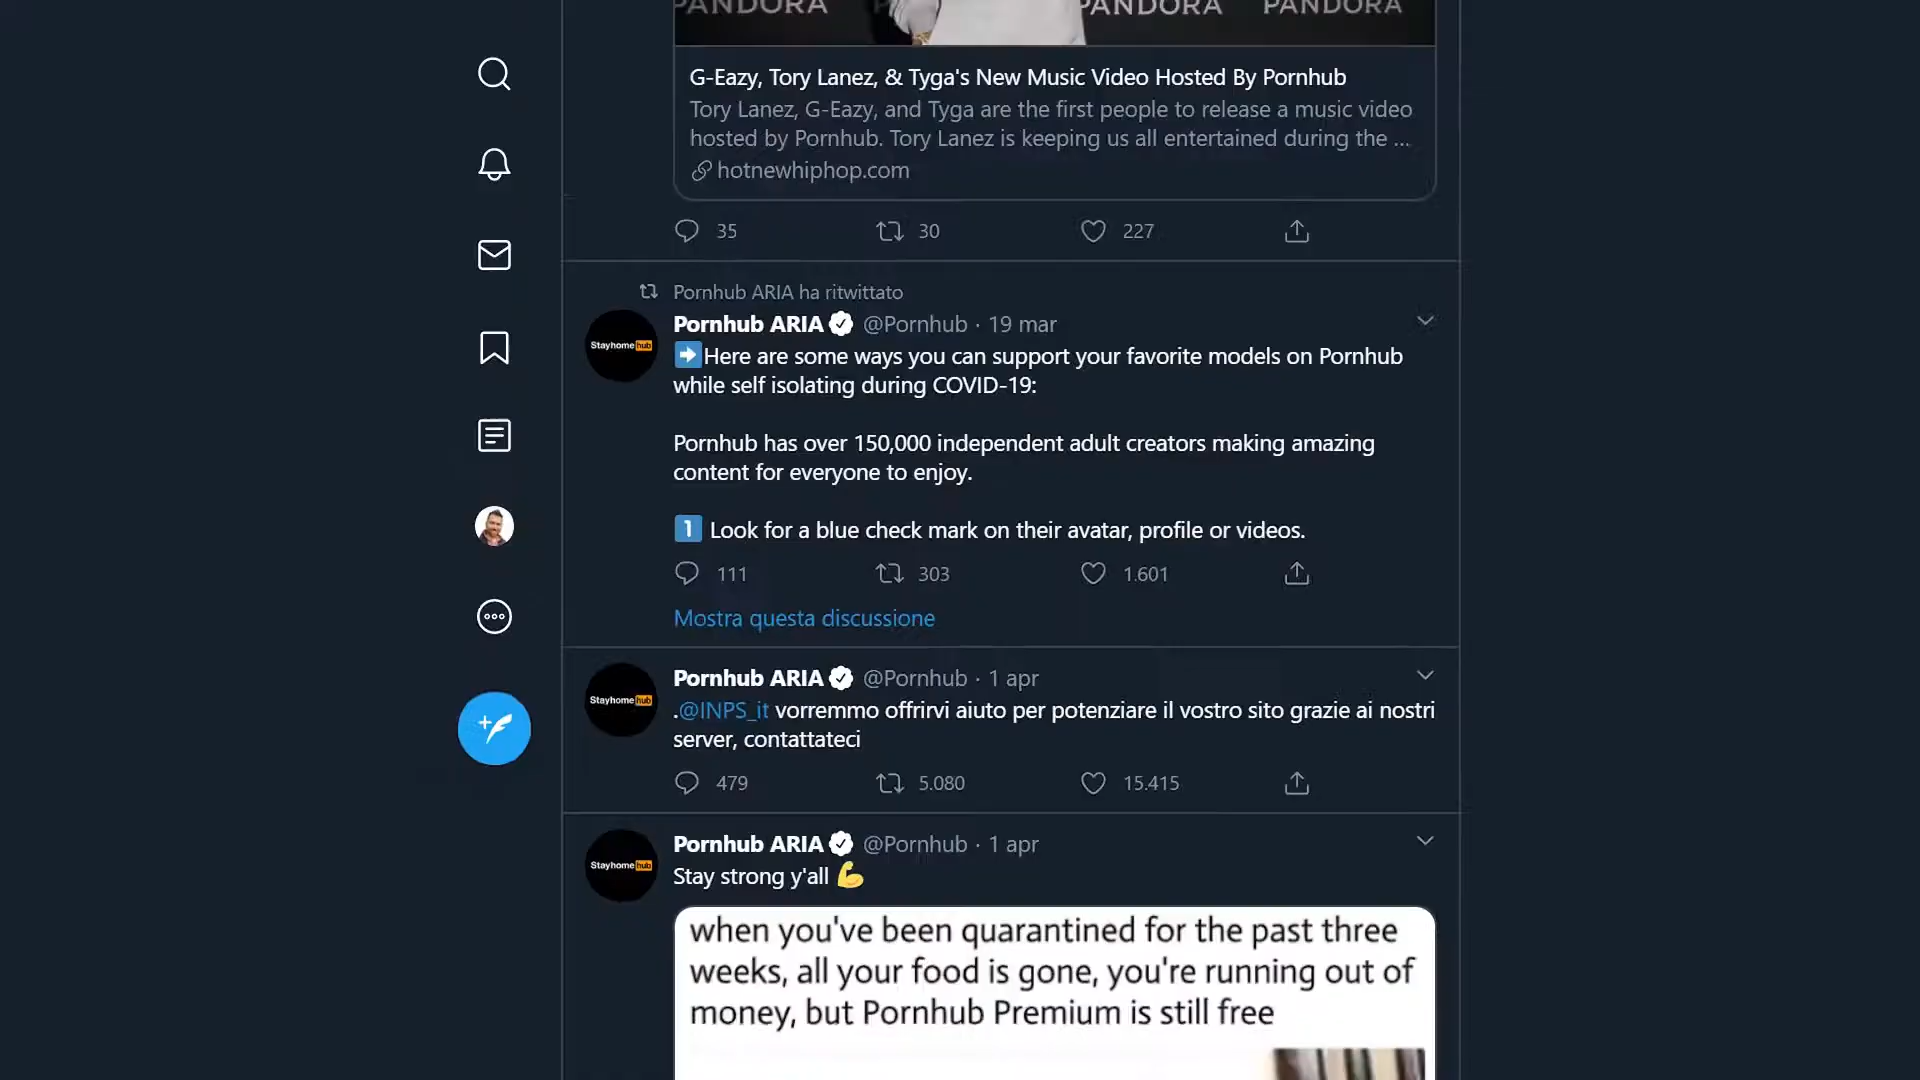 PANDORA PANDORA PANDORA
G-Eazy, Tory Lanez, & Tyga's New Music Video Hosted By Pornhub
Tory Lanez, G-Eazy, and Tyga are the first people to release a music video
hosted by Pornhub. Tory Lanez is keeping us all entertained during the ...
hotnewhiphop.com
35 30 227
Pornhub ARIA ha ritwittato
Pornhub ARIA @Pornhub · 19 mar
Stayhomehub
➡️Here are some ways you can support your favorite models on Pornhub
while self isolating during COVID-19:
Pornhub has over 150,000 independent adult creators making amazing
content for everyone to enjoy.
1️⃣ Look for a blue check mark on their avatar, profile or videos.
111 303 1.601
Mostra questa discussione
Pornhub ARIA @Pornhub · 1 apr
Stayhomehub
.@INPS_it vorremmo offrirvi aiuto per potenziare il vostro sito grazie ai nostri
server, contattateci
479 5.080 15.415
Pornhub ARIA @Pornhub · 1 apr
Stayhomehub
Stay strong y'all 💪
when you've been quarantined for the past three
weeks, all your food is gone, you're running out of
money, but Pornhub Premium is still free